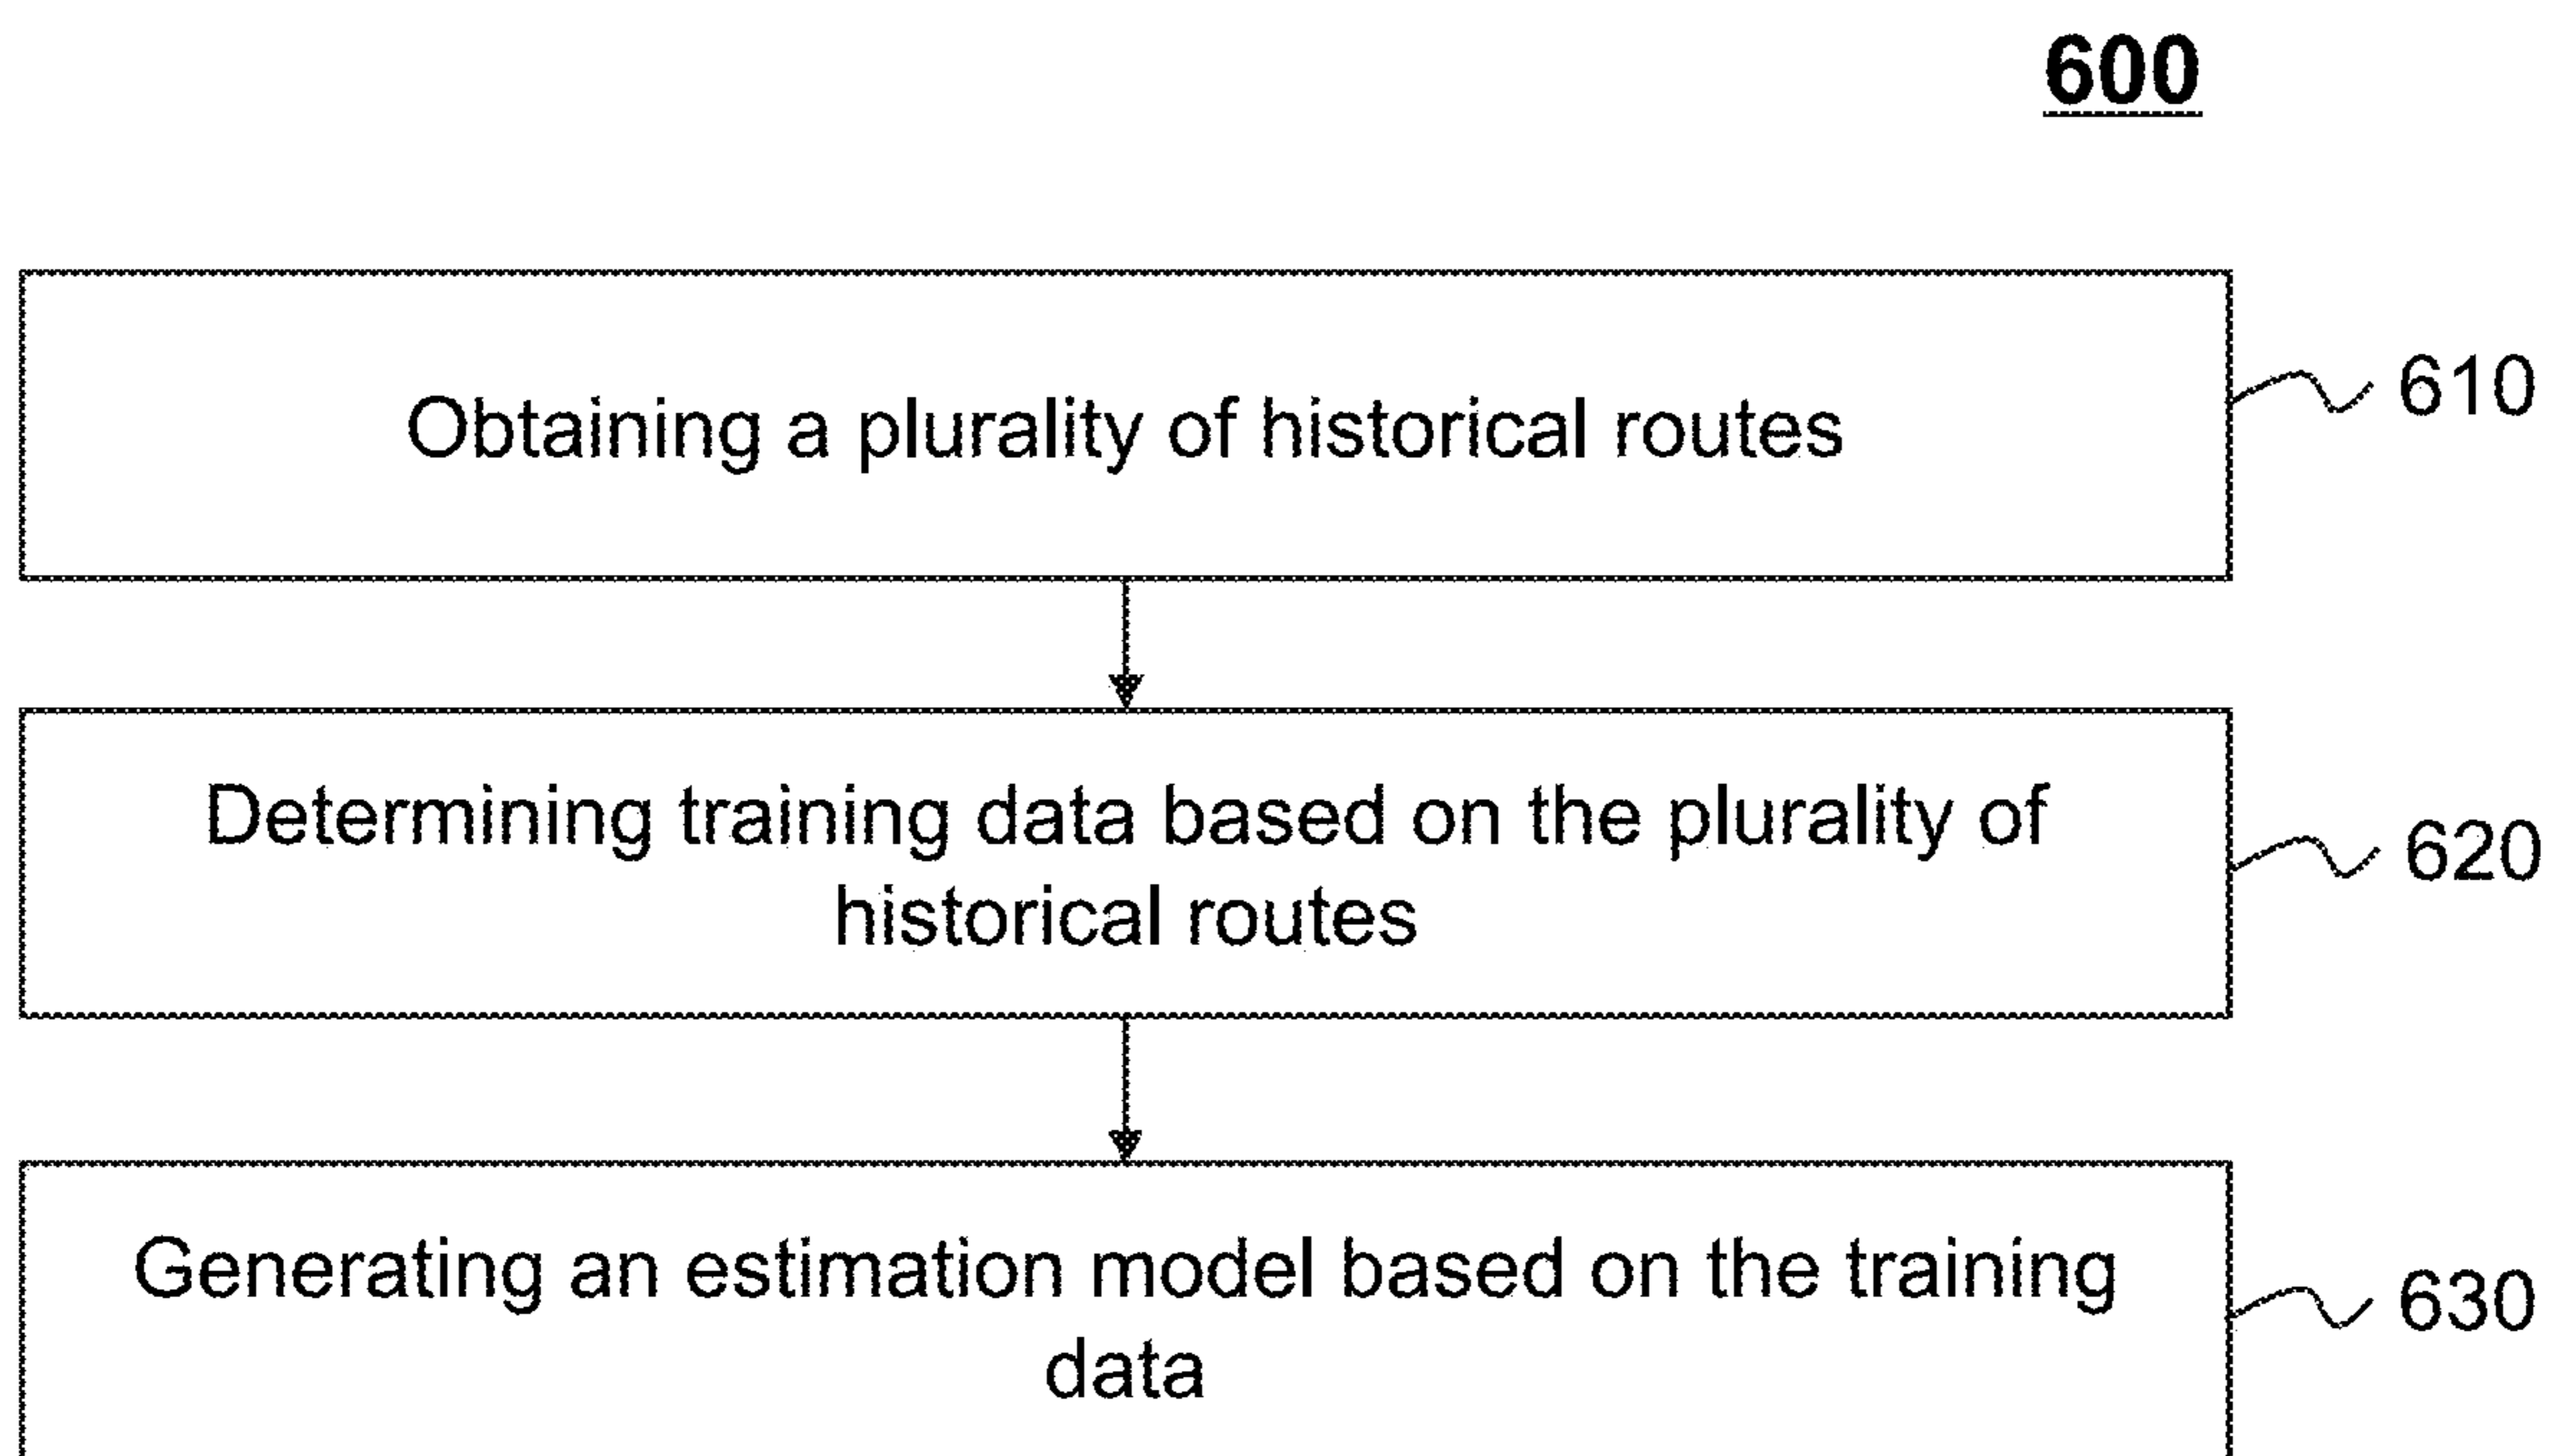 600
Obtaining a plurality of historical routes
610
Determining training data based on the plurality of
historical routes
620
Generating an estimation model based on the training
data
630